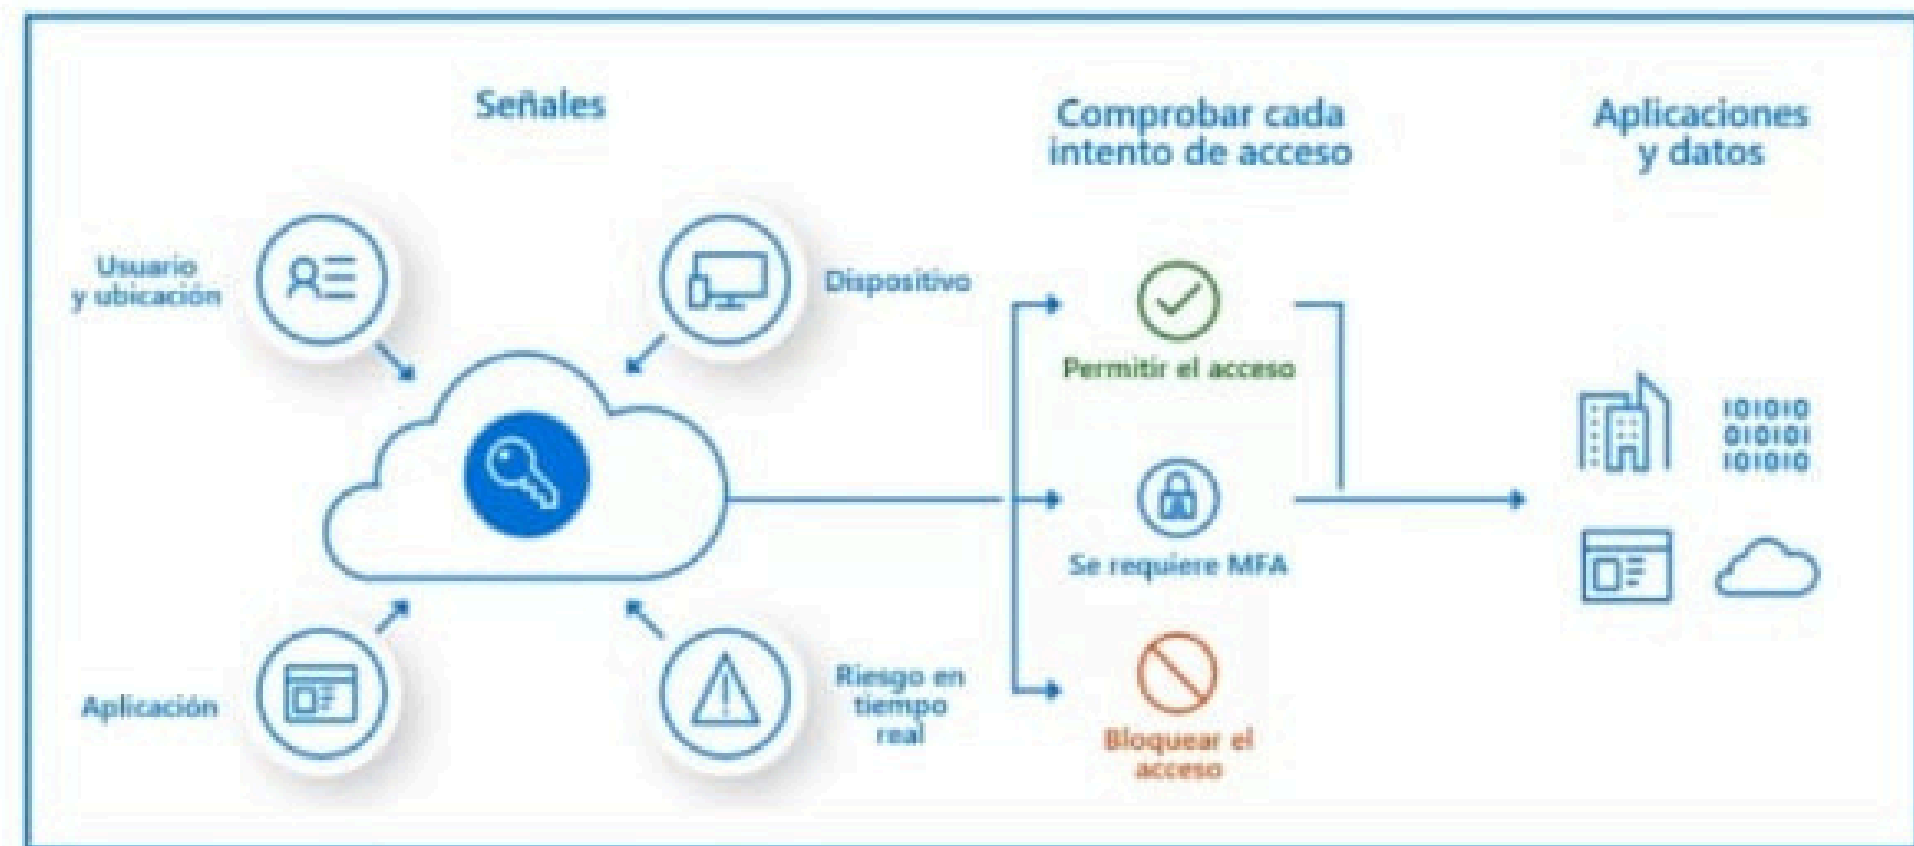 Señales
Comprobar cada
intento de acceso
Aplicaciones
y datos
Usuario
y ubicación
Dispositivo
Permitir el acceso
101010
010101
101010
Se requiere MFA
Aplicación
Riesgo en
tiempo
real
Bloquear el
acceso